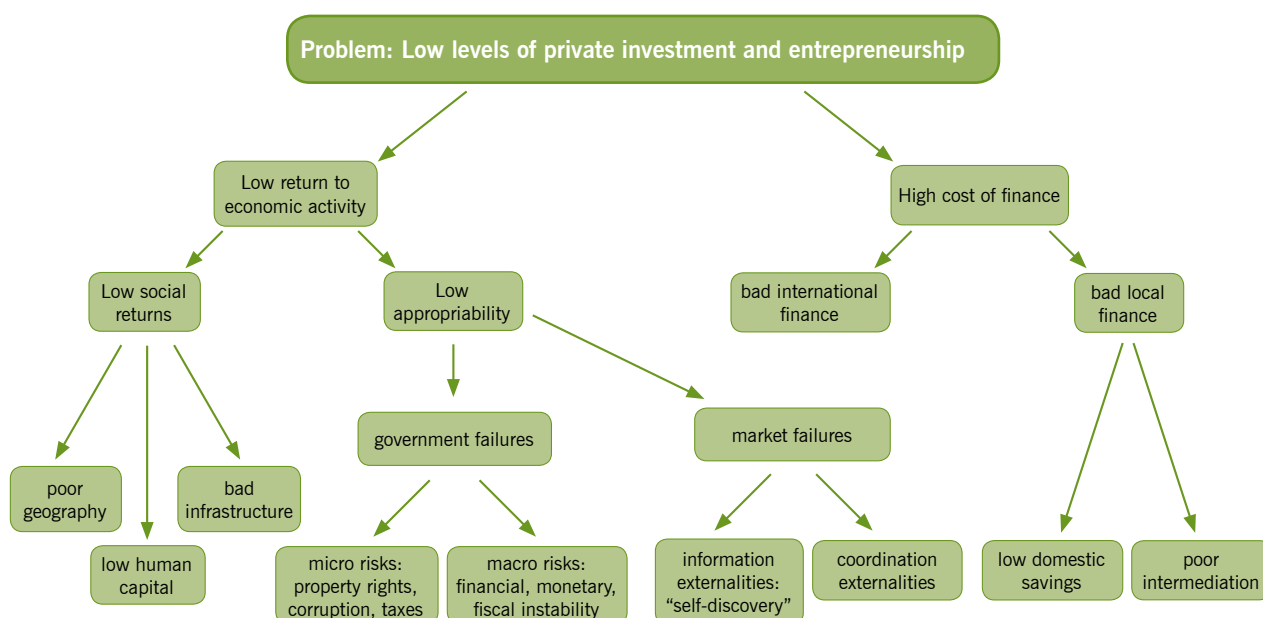 Problem: Low levels of private investment and entrepreneurship
Low return to
economic activity
High cost of finance
Low social
returns
Low
appropriability
bad international
finance
bad local
finance
government failures
market failures
poor
geography
bad
infrastructure
low human
capital
micro risks:
property rights,
corruption, taxes
macro risks:
financial, monetary,
fiscal instability
information
externalities:
“self-discovery”
coordination
externalities
low domestic
savings
poor
intermediation